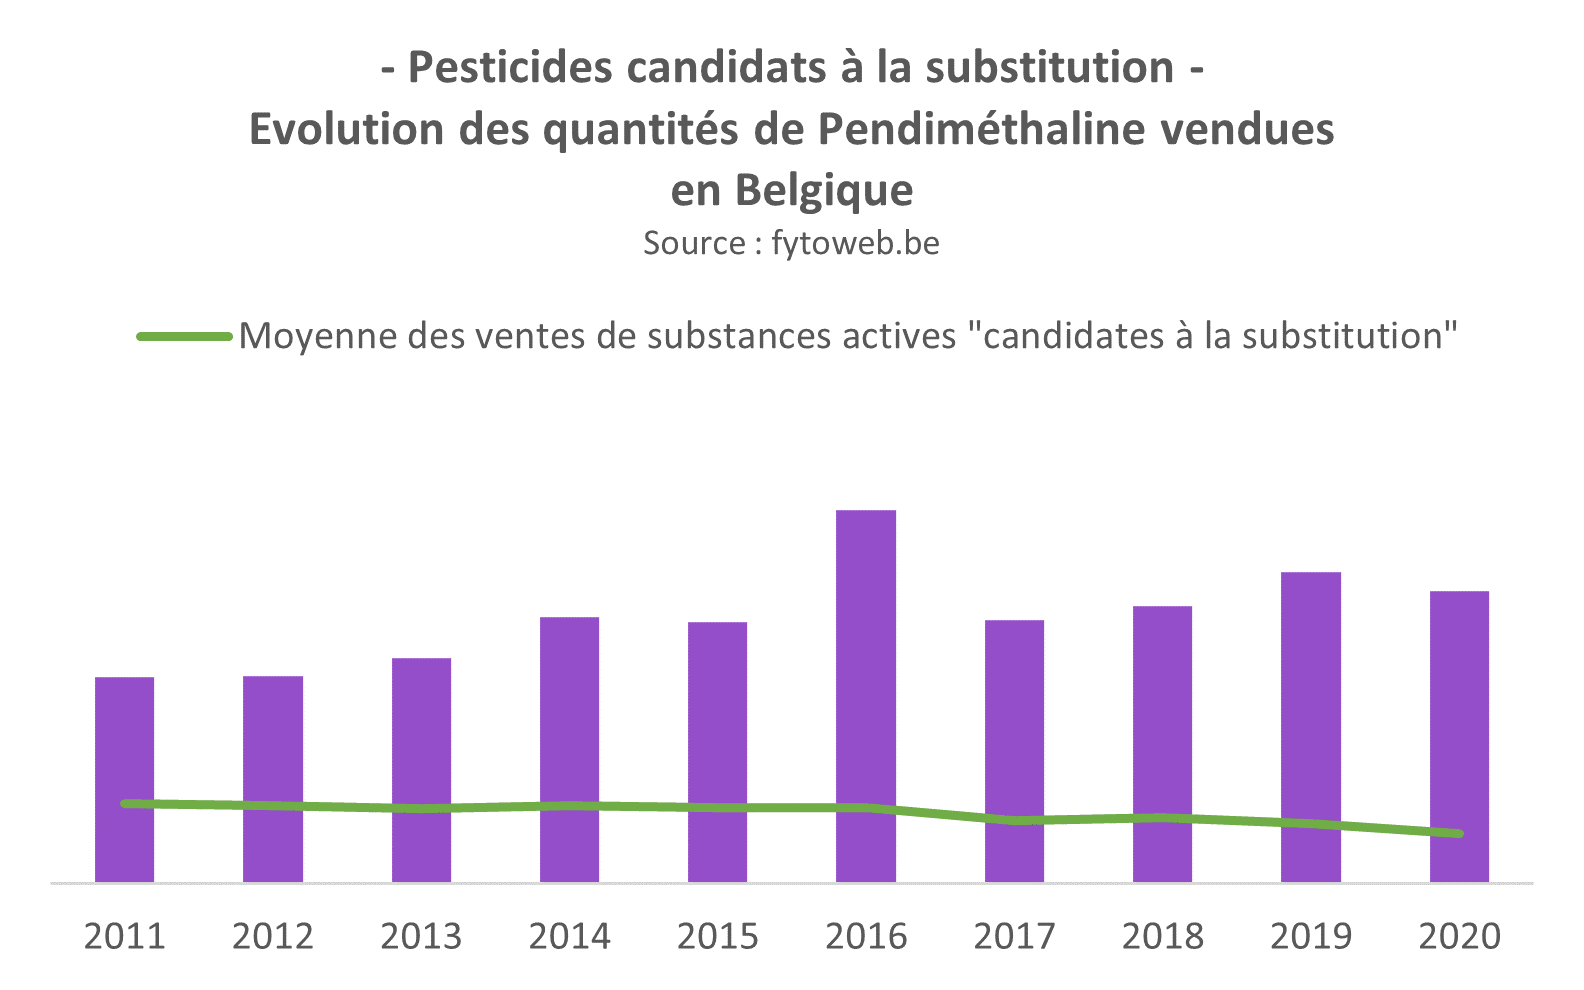 - Pesticides candidats à la substitution -
Evolution des quantités de Pendiméthaline vendues
en Belgique
Source : fytoweb.be
Moyenne des ventes de substances actives "candidates à la substitution"
2011 2012 2013 2014 2015 2016 2017 2018 2019 2020